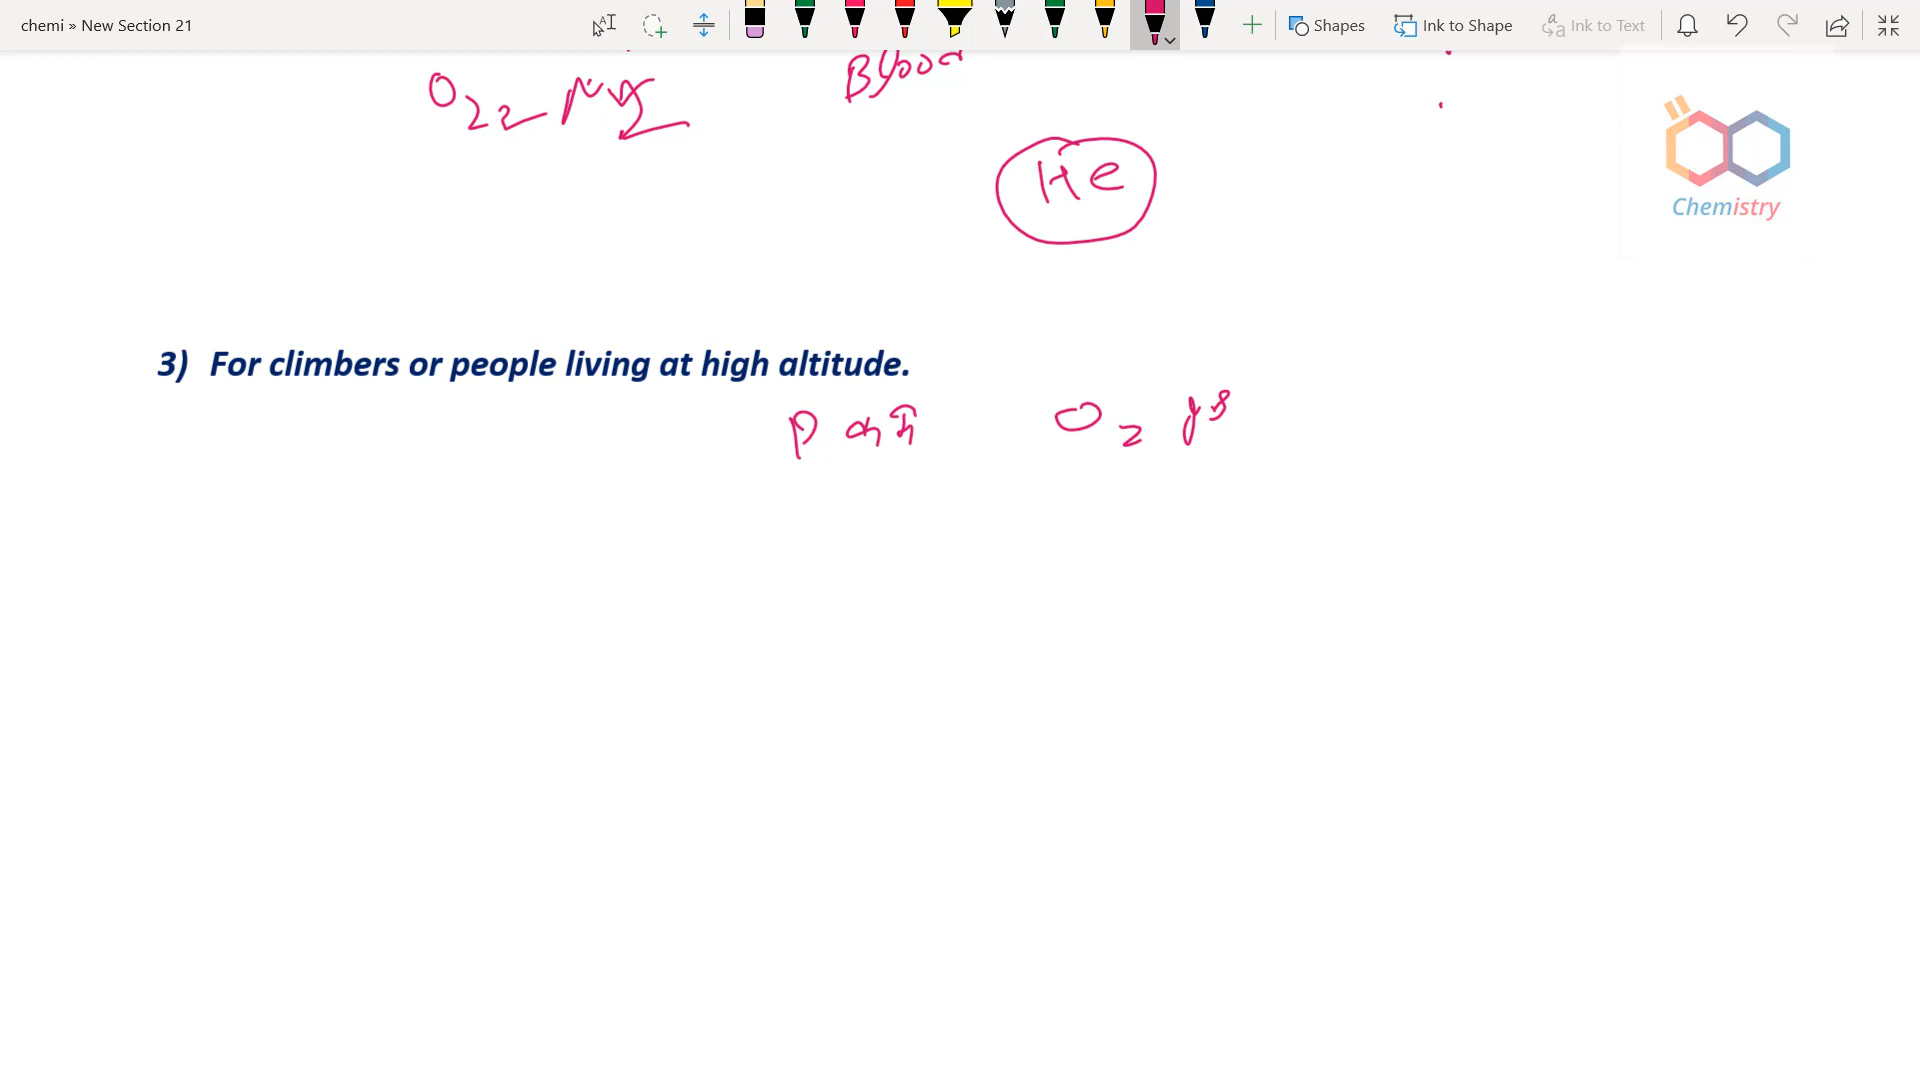 chemi » New Section 21
Shapes
Ink to Shape
Ink to Text
Blood
O2
He
Chemistry
3) For climbers or people living at high altitude.
P कमी O2